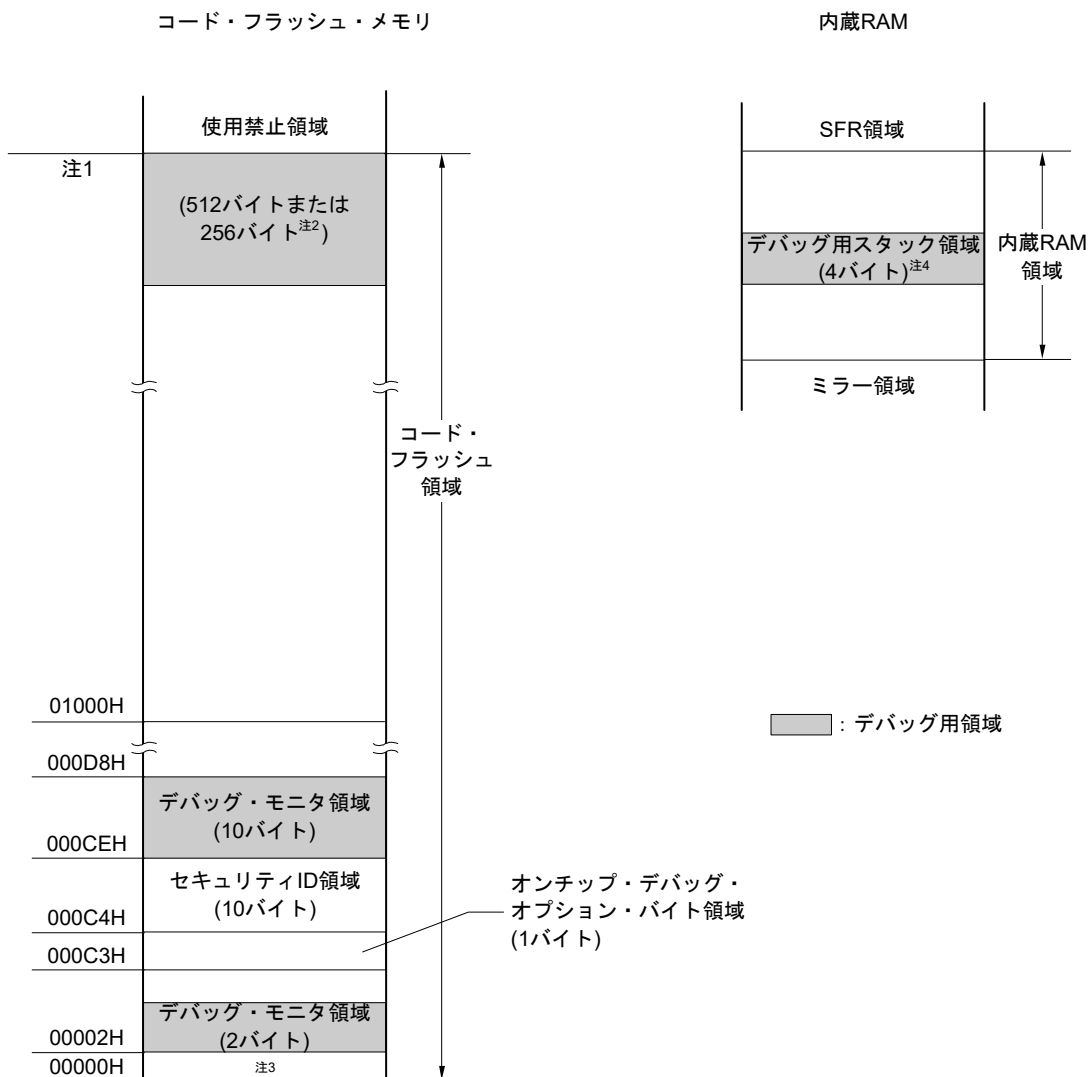 コード・フラッシュ・メモリ
内蔵RAM
使用禁止領域
注1
(512バイトまたは
256バイト注2)
SFR領域
デバッグ用スタック領域
(4バイト)注4
内蔵RAM
領域
ミラー領域
コード・
フラッシュ
領域
01000H
：デバッグ用領域
000D8H
デバッグ・モニタ領域
(10バイト)
000CEH
セキュリティID領域
(10バイト)
オンチップ・デバッグ・
オプション・バイト領域
(1バイト)
000C4H
000C3H
デバッグ・モニタ領域
(2バイト)
00002H
00000H
注3